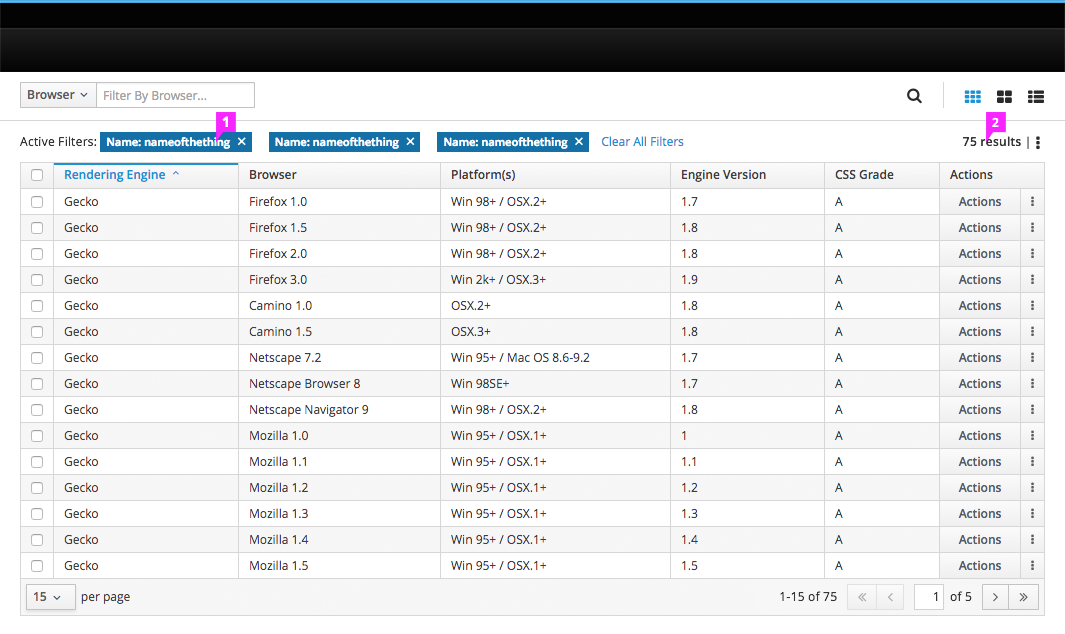 Browser Filter By Browser...
1 2
Active Filters: Name: nameofthething × Name: nameofthething × Name: nameofthething × Clear All Filters 75 results |
Rendering Engine Browser Platform(s) Engine Version CSS Grade Actions
Gecko Firefox 1.0 Win 98+ / OSX.2+ 1.7 A Actions
Gecko Firefox 1.5 Win 98+ / OSX.2+ 1.8 A Actions
Gecko Firefox 2.0 Win 98+ / OSX.2+ 1.8 A Actions
Gecko Firefox 3.0 Win 2k+ / OSX.3+ 1.9 A Actions
Gecko Camino 1.0 OSX.2+ 1.8 A Actions
Gecko Camino 1.5 OSX.3+ 1.8 A Actions
Gecko Netscape 7.2 Win 95+ / Mac OS 8.6-9.2 1.7 A Actions
Gecko Netscape Browser 8 Win 98SE+ 1.7 A Actions
Gecko Netscape Navigator 9 Win 98+ / OSX.2+ 1.8 A Actions
Gecko Mozilla 1.0 Win 95+ / OSX.1+ 1 A Actions
Gecko Mozilla 1.1 Win 95+ / OSX.1+ 1.1 A Actions
Gecko Mozilla 1.2 Win 95+ / OSX.1+ 1.2 A Actions
Gecko Mozilla 1.3 Win 95+ / OSX.1+ 1.3 A Actions
Gecko Mozilla 1.4 Win 95+ / OSX.1+ 1.4 A Actions
Gecko Mozilla 1.5 Win 95+ / OSX.1+ 1.5 A Actions
15 per page 1-15 of 75 « ‹ 1 of 5 › »